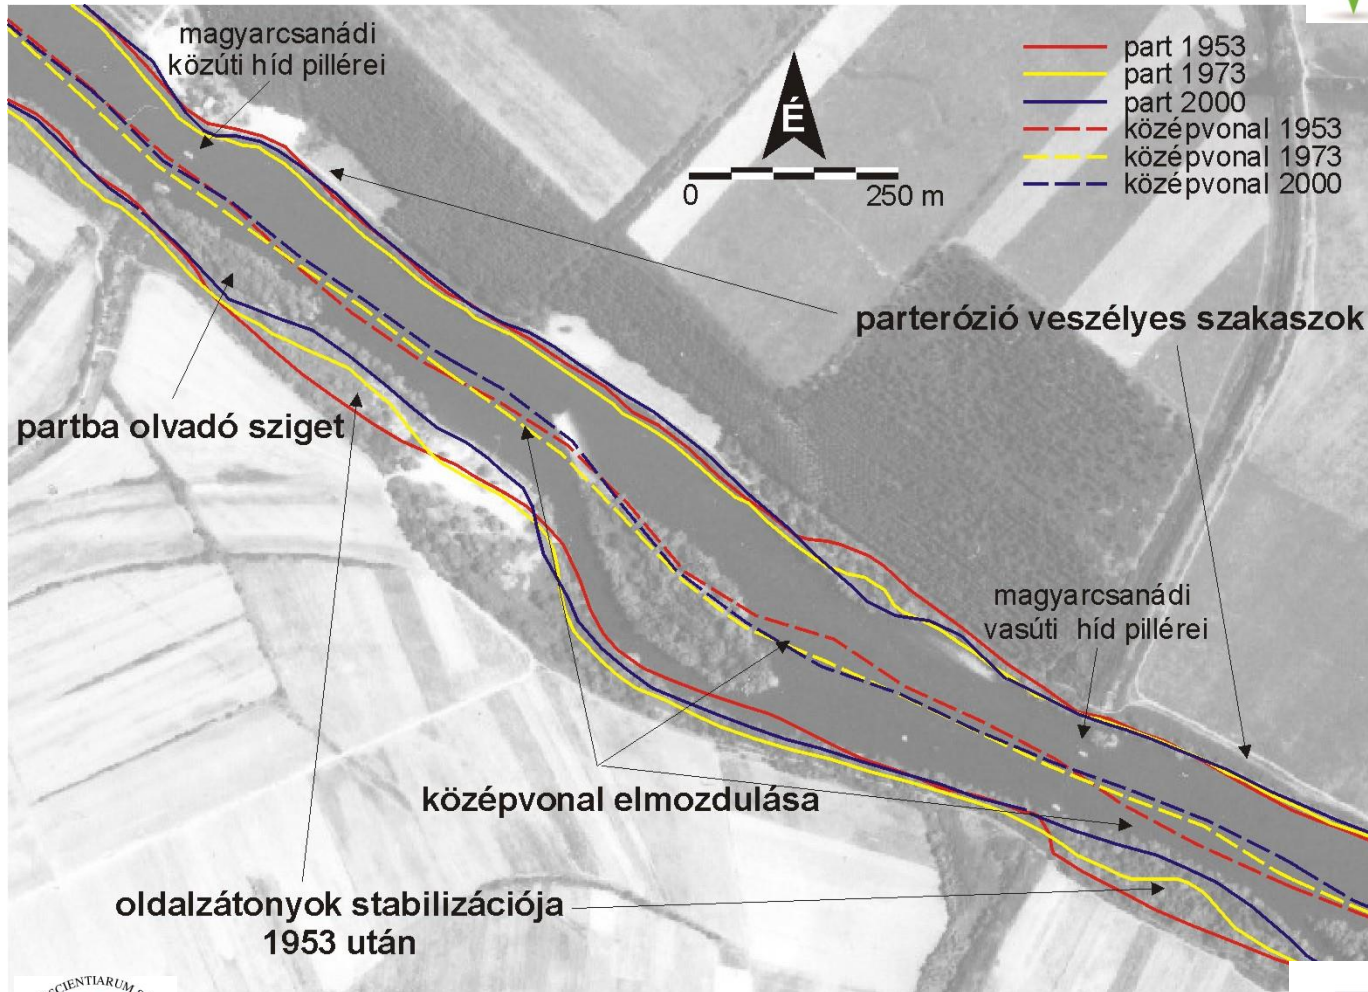 magyarcsanádi
közúti híd pillérei
part 1953
part 1973
part 2000
középvonal 1953
középvonal 1973
középvonal 2000
É
0 250 m
parterózió veszélyes szakaszok
partba olvadó sziget
magyarcsanádi
vasúti híd pillérei
középvonal elmozdulása
oldalzátonyok stabilizációja
1953 után
SCIENTIARUM